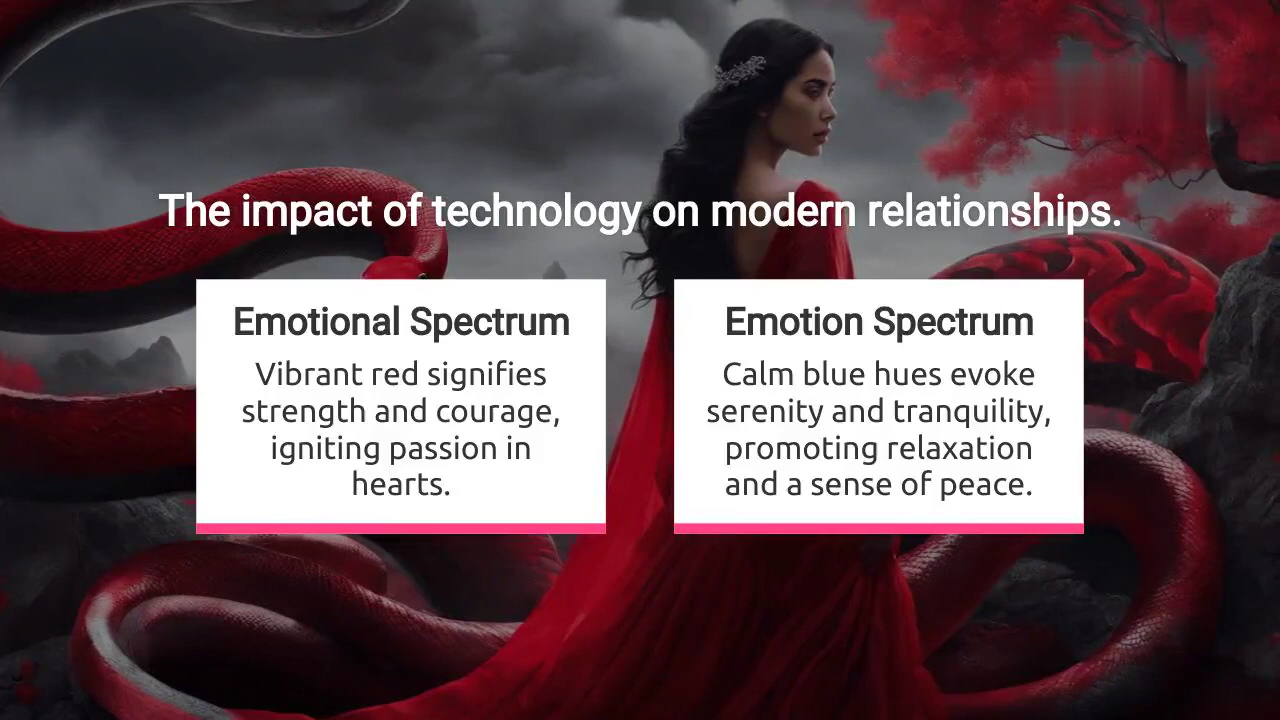 The impact of technology on modern relationships.
Emotional Spectrum
Vibrant red signifies
strength and courage,
igniting passion in
hearts.
Emotion Spectrum
Calm blue hues evoke
serenity and tranquility,
promoting relaxation
and a sense of peace.